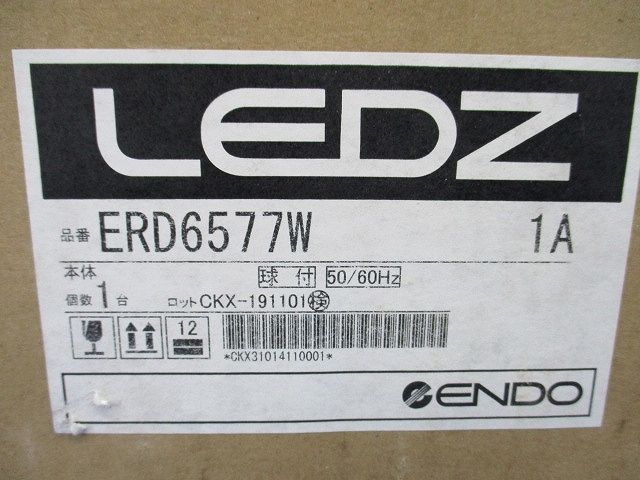 LEDZ
品番 ERD6577W 1A
本体 球付 50/60Hz
個数 1台 ロット CKX-191101 検
12
*CKX31014110001*
ENDO